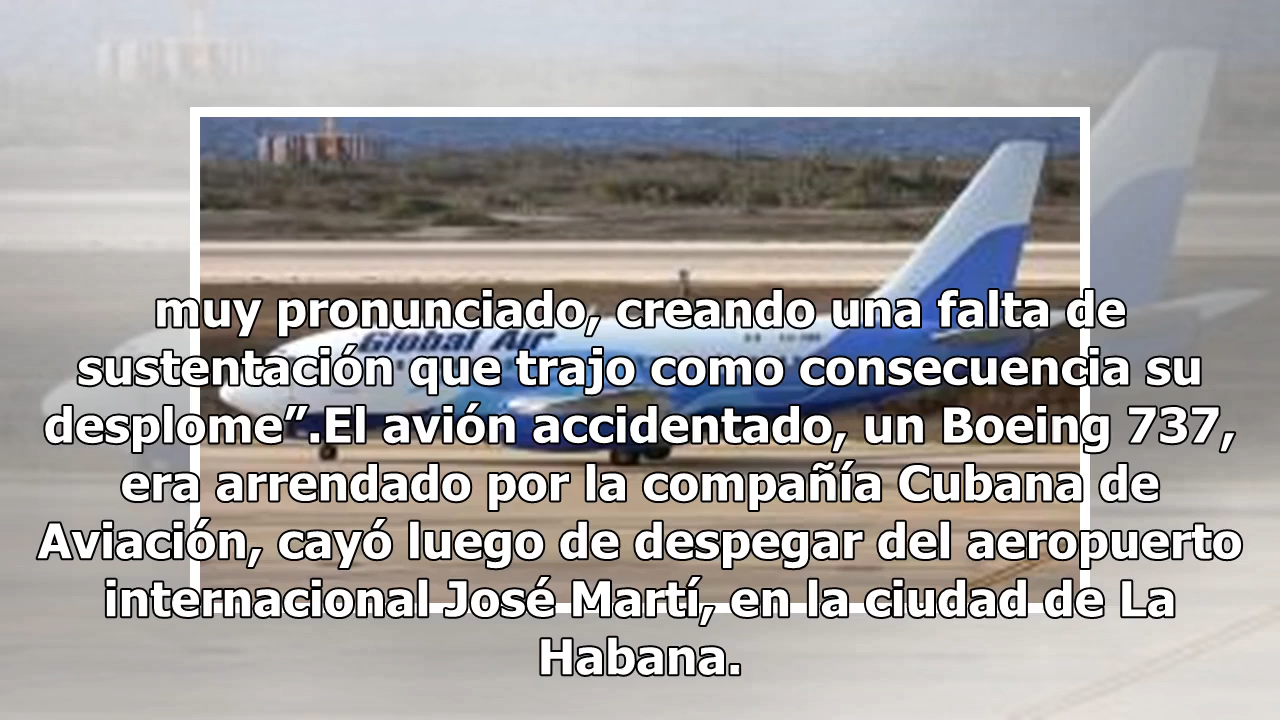 muy pronunciado, creando una falta de
sustentación que trajo como consecuencia su
desplome”.El avión accidentado, un Boeing 737,
era arrendado por la compañía Cubana de
Aviación, cayó luego de despegar del aeropuerto
internacional José Martí, en la ciudad de La
Habana.
Global Air